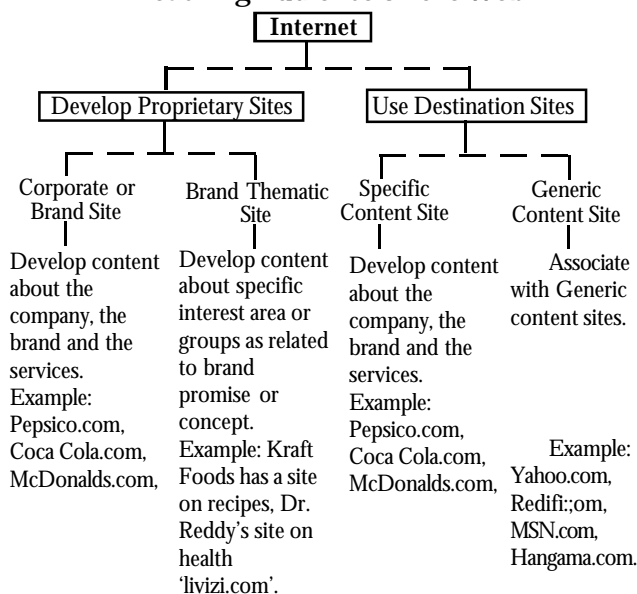 Internet
Develop Proprietary Sites
Use Destination Sites
Corporate or
Brand Site
Develop content
about the
company, the
brand and the
services.
Example:
Pepsico.com,
Coca Cola.com,
McDonalds.com,
Brand Thematic
Site
Develop content
about specific
interest area or
groups as related
to brand
promise or
concept.
Example: Kraft
Foods has a site
on recipes, Dr.
Reddy's site on
health
'livizi.com'.
Specific
Content Site
Develop content
about the
company, the
brand and the
services.
Example:
Pepsico.com,
Coca Cola.com,
McDonalds.com,
Generic
Content Site
Associate
with Generic
content sites.
Example:
Yahoo.com,
Redifi:;om,
MSN.com,
Hangama.com.